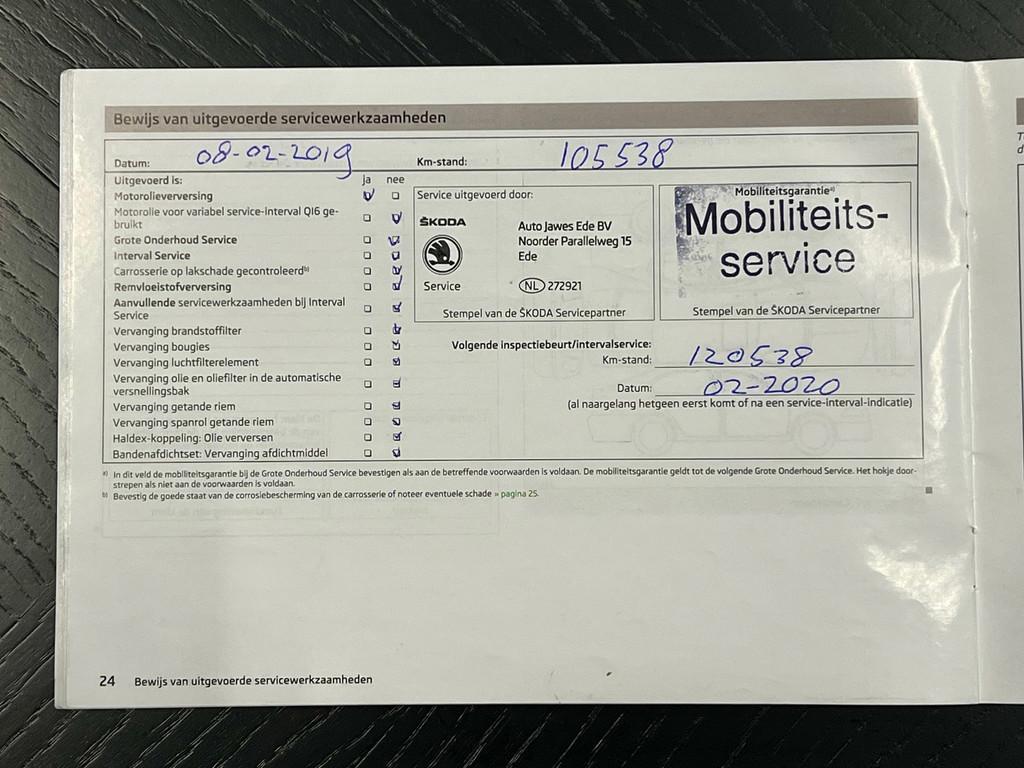 Bewijs van uitgevoerde servicewerkzaamheden
Datum: 08-02-2019 Km-stand: 105538
Uitgevoerd is: ja nee
Motorolieverversing
Motorolie voor variabel service-interval QI6 ge-
bruikt
Grote Onderhoud Service
Interval Service
Carrosserie op lakschade gecontroleerd b)
Remvloeistofverversing
Aanvullende servicewerkzaamheden bij Interval
Service
Vervanging brandstoffilter
Vervanging bougies
Vervanging luchtfilterelement
Vervanging olie en oliefilter in de automatische
versnellingsbak
Vervanging getande riem
Vervanging spanrol getande riem
Haldex-koppeling: Olie verversen
Bandenafdichtset: Vervanging afdichtmiddel
Service uitgevoerd door:
ŠKODA
Service
Auto Jawes Ede BV
Noorder Parallelweg 15
Ede
NL 272921
Stempel van de ŠKODA Servicepartner
Mobiliteitsgarantie a)
Mobiliteits-
service
Stempel van de ŠKODA Servicepartner
Volgende inspectiebeurt/intervalservice:
Km-stand: 120538
Datum: 02-2020
(al naargelang hetgeen eerst komt of na een service-interval-indicatie)
a) In dit veld de mobiliteitsgarantie bij de Grote Onderhoud Service bevestigen als aan de betreffende voorwaarden is voldaan. De mobiliteitsgarantie geldt tot de volgende Grote Onderhoud Service. Het hokje door-
strepen als niet aan de voorwaarden is voldaan.
b) Bevestig de goede staat van de corrosiebescherming van de carrosserie of noteer eventuele schade » pagina 25.
24 Bewijs van uitgevoerde servicewerkzaamheden